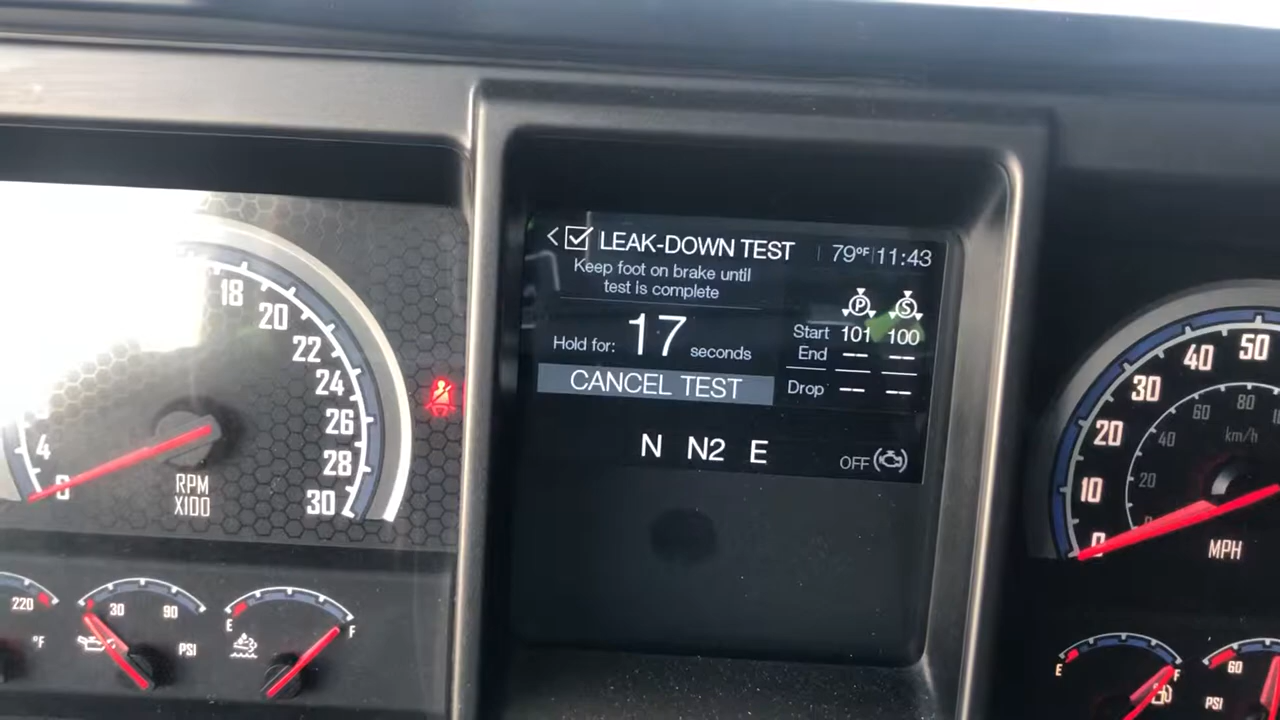 < LEAK-DOWN TEST 79°F 11:43
Keep foot on brake until
test is complete
P S
Hold for: 17 seconds
Start 101 100
End -- --
Drop -- --
CANCEL TEST
N N2 E
OFF
0 4 18 20 22 24 26 28 30
RPM
X100
220
°F
30 90
PSI
E F
0 10 20 30 40 50
20 40 60 80
km/h
MPH
E F
60
PSI